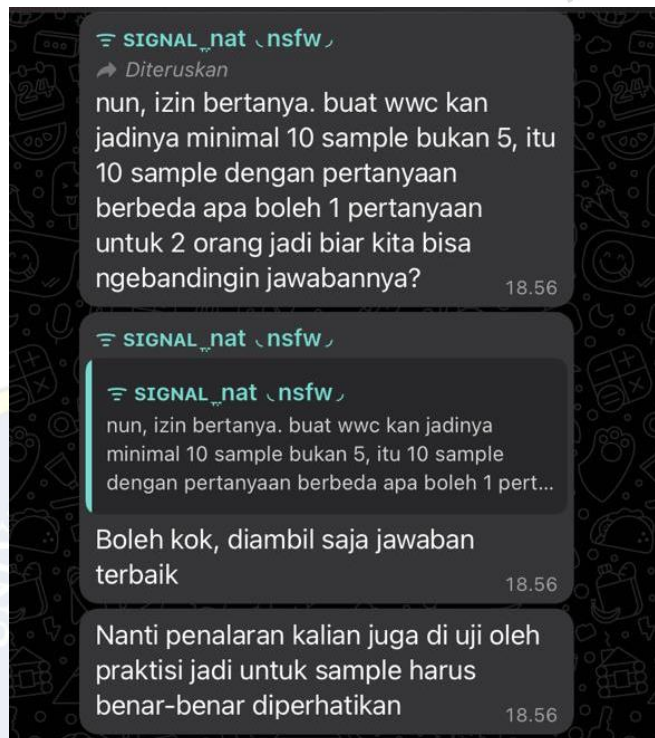 SIGNAL_nat ⸜nsfw⸝
Diteruskan
nun, izin bertanya. buat wwc kan
jadinya minimal 10 sample bukan 5, itu
10 sample dengan pertanyaan
berbeda apa boleh 1 pertanyaan
untuk 2 orang jadi biar kita bisa
ngebandingin jawabannya?
18.56
SIGNAL_nat ⸜nsfw⸝
SIGNAL_nat ⸜nsfw⸝
nun, izin bertanya. buat wwc kan jadinya
minimal 10 sample bukan 5, itu 10 sample
dengan pertanyaan berbeda apa boleh 1 pert...
Boleh kok, diambil saja jawaban
terbaik
18.56
Nanti penalaran kalian juga di uji oleh
praktisi jadi untuk sample harus
benar-benar diperhatikan
18.56